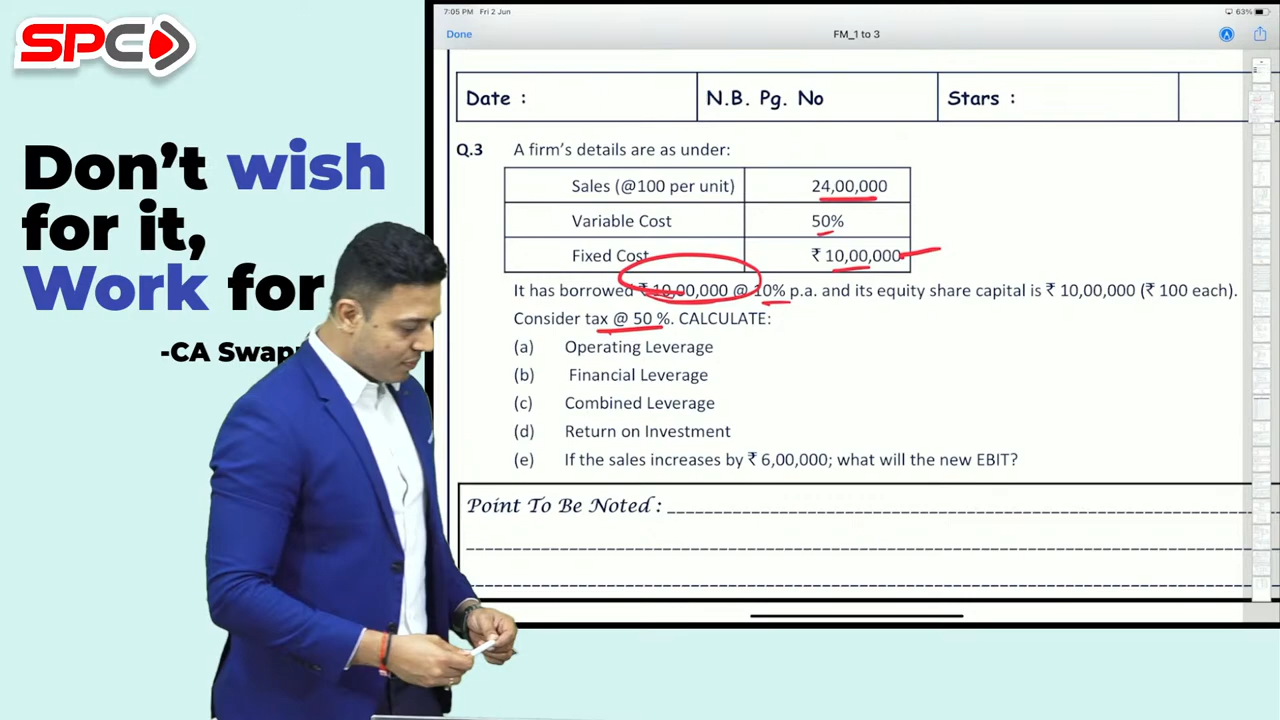 SPC
Don't wish
for it,
Work for
-CA Swap
7:05 PM Fri 2 Jun
63%
Done
FM_1 to 3
Date :
N.B. Pg. No
Stars :
Q.3 A firm's details are as under:
Sales (@100 per unit) 24,00,000
Variable Cost 50%
Fixed Cost ₹ 10,00,000
It has borrowed ₹ 10,00,000 @ 10% p.a. and its equity share capital is ₹ 10,00,000 (₹ 100 each).
Consider tax @ 50 %. CALCULATE:
(a) Operating Leverage
(b) Financial Leverage
(c) Combined Leverage
(d) Return on Investment
(e) If the sales increases by ₹ 6,00,000; what will the new EBIT?
Point To Be Noted :